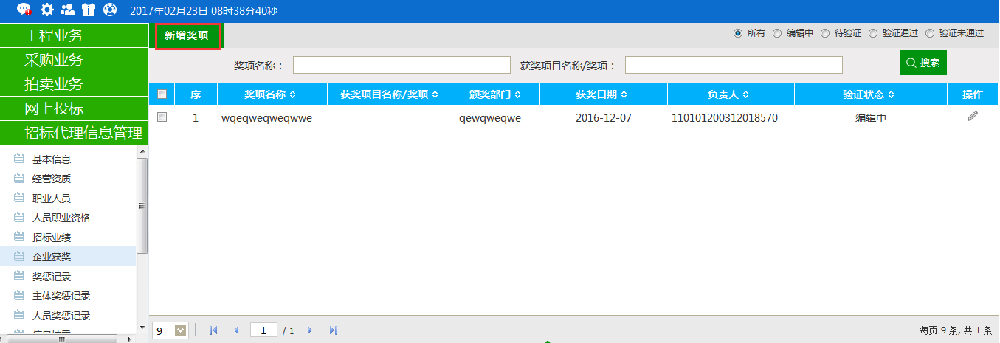 2017年02月23日 08时38分40秒
工程业务
采购业务
拍卖业务
网上投标
招标代理信息管理
基本信息
经营资质
职业人员
人员职业资格
招标业绩
企业获奖
奖惩记录
主体奖惩记录
人员奖惩记录
新增奖项
所有 编辑中 待验证 验证通过 验证未通过
奖项名称： 获奖项目名称/奖项： 搜索
序 奖项名称 获奖项目名称/奖项 颁奖部门 获奖日期 负责人 验证状态 操作
1 wqeqweqweqwwe qewqweqwe 2016-12-07 110101200312018570 编辑中
9 1 / 1 每页 9 条, 共 1 条